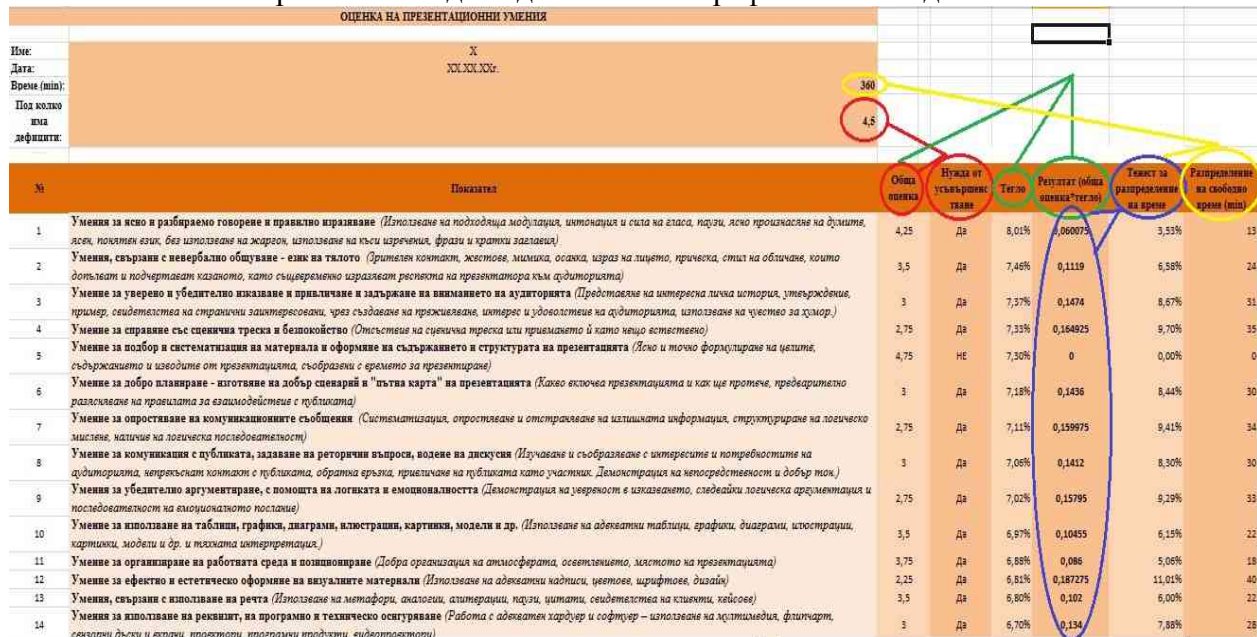 ОЦЕНКА НА ПРЕЗЕНТАЦИОННИ УМЕНИЯ
Име: X
Дата: XX.XX.XXг.
Време (min): 360
Под колко
има 4,5
дефицити:
№ Показател Обща оценка Нужда от усъвършенстване Тегло Резултат (обща оценка*тегло) Тежест за разпределение на време Разпределение на свободно време (min)
1 Умения за ясно и разбираемо говорене и правилно изразяване (Използване на подходяща модулация, интонация и сила на гласа, паузи, ясно произнасяне на думите,
ясен, понятен език, без използване на жаргон, използване на къси изречения, фрази и кратки заглавия) 4,25 Да 8,01% 0,060075 3,53% 13
2 Умения, свързани с невербално общуване - език на тялото (Зрителен контакт, жестове, мимика, осанка, израз на лицето, прическа, стил на обличане, които
допълват и подчертават казаното, като същевременно изразяват респекта на презентатора към аудиторията) 3,5 Да 7,46% 0,1119 6,58% 24
3 Умение за уверено и убедително изказване и привличане и задържане на вниманието на аудиторията (Представяне на интересна лична история, утвърждение,
пример, свидетелства на странични заинтересовани, чрез създаване на преживяване, интерес и удоволствие на аудиторията, използване на чувство за хумор.) 3 Да 7,37% 0,1474 8,67% 31
4 Умение за справяне със сценична треска и безпокойство (Отсъствие на сценична треска или приемането ѝ като нещо естествено) 2,75 Да 7,33% 0,164925 9,70% 35
5 Умение за подбор и систематизация на материала и оформяне на съдържанието и структурата на презентацията (Ясно и точно формулиране на целите,
съдържанието и изводите от презентацията, съобразени с времето за презентиране) 4,75 НЕ 7,30% 0 0,00% 0
6 Умение за добро планиране - изготвяне на добър сценарий и "пътна карта" на презентацията (Какво включва презентацията и как ще протече, предварително
разясняване на правилата за взаимодействие с публиката) 3 Да 7,18% 0,1436 8,44% 30
7 Умение за опростяване на комуникационните съобщения (Систематизация, опростяване и отстраняване на излишната информация, структуриране на логическо
мислене, наличие на логическа последователност) 2,75 Да 7,11% 0,159975 9,41% 34
8 Умение за комуникация с публиката, задаване на реторични въпроси, водене на дискусия (Изучаване и съобразяване с интересите и потребностите на
аудиторията, непрекъснат контакт с публиката, обратна връзка, привличане на публиката като участник. Демонстрация на непосредственост и добър тон.) 3 Да 7,06% 0,1412 8,30% 30
9 Умения за убедително аргументиране, с помощта на логиката и емоционалността (Демонстрация на увереност в изказването, следвайки логическа аргументация и
последователност на емоционалното послание) 2,75 Да 7,02% 0,15795 9,29% 33
10 Умение за използване на таблици, графики, диаграми, илюстрации, картинки, модели и др. (Използване на адекватни таблици, графики, диаграми, илюстрации,
картинки, модели и др. и тяхната интерпретация.) 3,5 Да 6,97% 0,10455 6,15% 22
11 Умение за организиране на работната среда и позициониране (Добра организация на атмосферата, осветлението, мястото на презентацията) 3,75 Да 6,88% 0,086 5,06% 18
12 Умение за ефектно и естетическо оформяне на визуалните материали (Използване на адекватни надписи, цветове, шрифтове, дизайн) 2,25 Да 6,81% 0,187275 11,01% 40
13 Умения, свързани с използване на речта (Използване на метафори, аналогии, алитерации, паузи, цитати, свидетелства на клиенти, кейсове) 3,5 Да 6,80% 0,102 6,00% 22
14 Умения за използване на реквизит, на програмно и техническо осигуряване (Работа с адекватен хардуер и софтуер – използване на мултимедия, флипчарт,
сензорни дъски и екрани, проектори, програмни продукти, видеопроектори) 3 Да 6,70% 0,134 7,88% 28